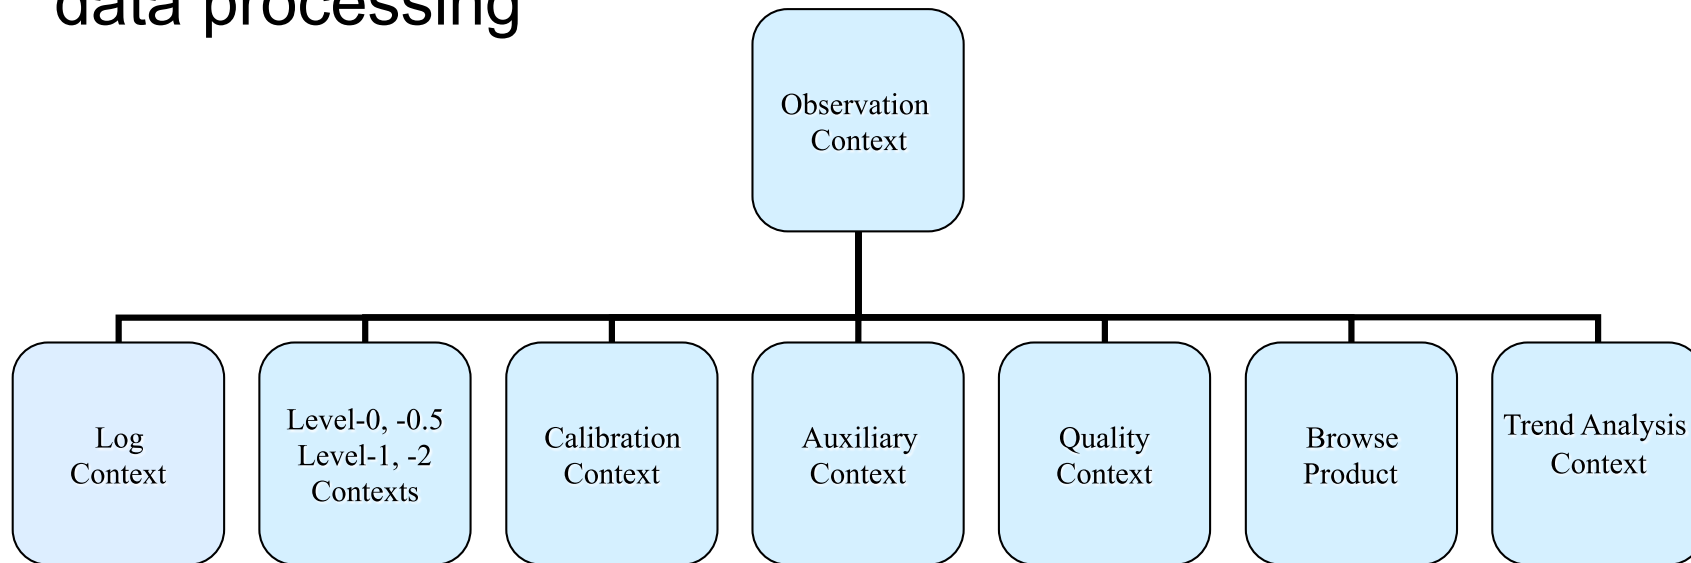 data processing
Observation
Context
Log
Context
Level-0, -0.5
Level-1, -2
Contexts
Calibration
Context
Auxiliary
Context
Quality
Context
Browse
Product
Trend Analysis
Context